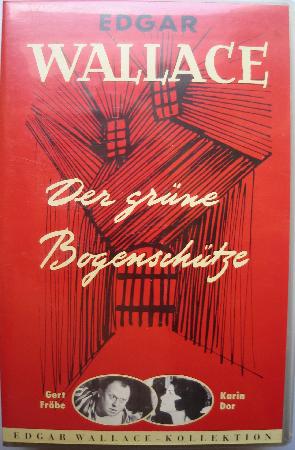 EDGAR
WALLACE
Der grüne
Bogenschütze
Gert
Fröbe
Karin
Dor
EDGAR WALLACE-KOLLEKTION